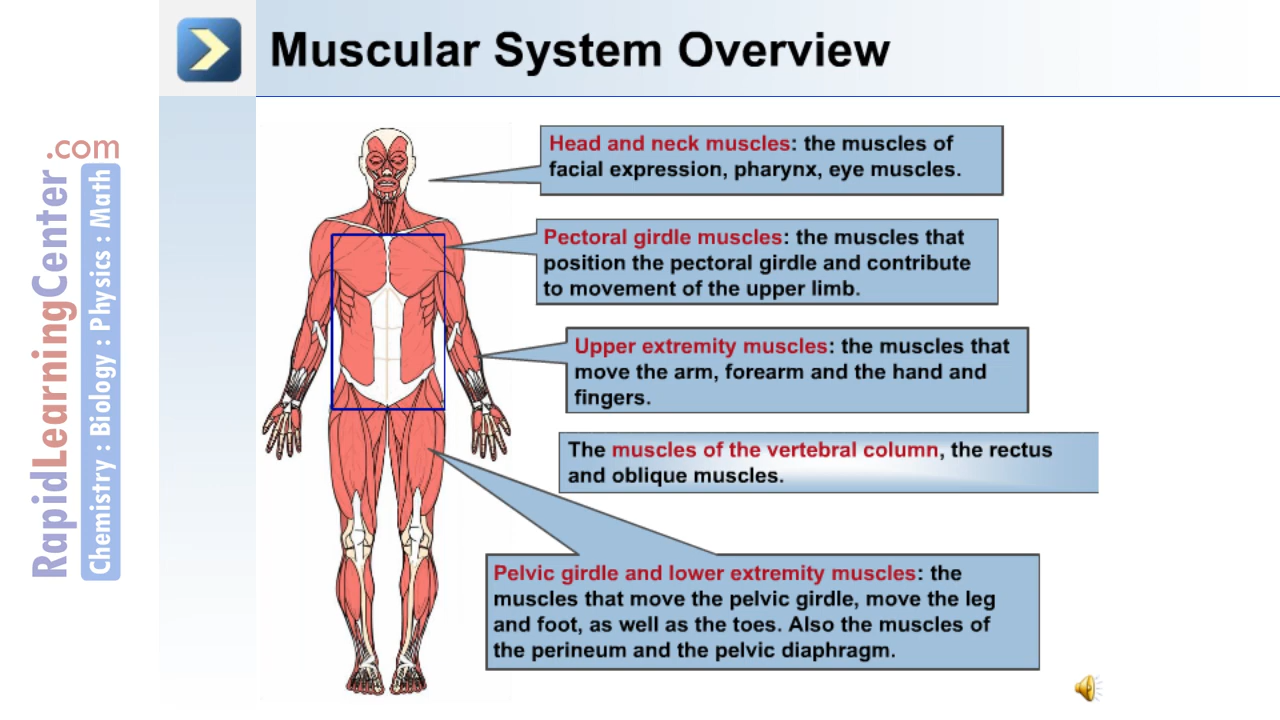 Muscular System Overview
RapidLearningCenter.com
Chemistry : Biology : Physics : Math
Head and neck muscles: the muscles of
facial expression, pharynx, eye muscles.
Pectoral girdle muscles: the muscles that
position the pectoral girdle and contribute
to movement of the upper limb.
Upper extremity muscles: the muscles that
move the arm, forearm and the hand and
fingers.
The muscles of the vertebral column, the rectus
and oblique muscles.
Pelvic girdle and lower extremity muscles: the
muscles that move the pelvic girdle, move the leg
and foot, as well as the toes. Also the muscles of
the perineum and the pelvic diaphragm.